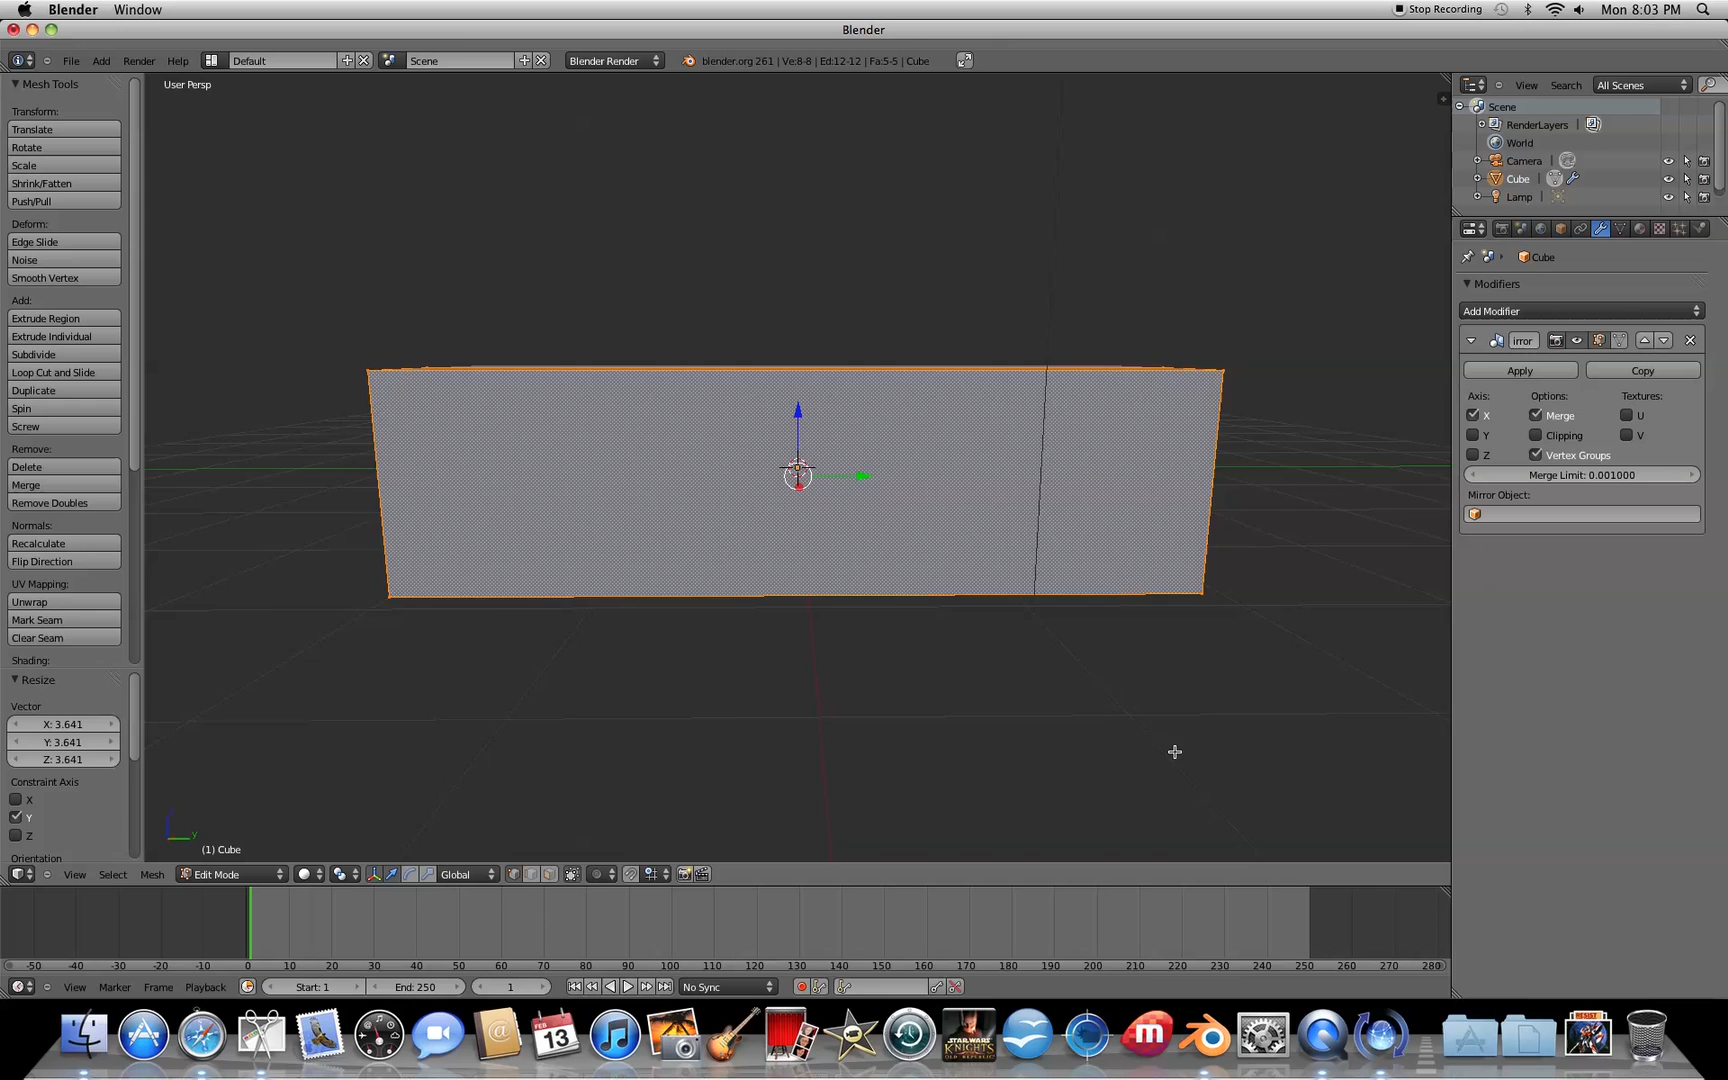 Blender Window Stop Recording Mon 8:03 PM
Blender
File Add Render Help Default Scene Blender Render blender.org 261 | Ve:8-8 | Ed:12-12 | Fa:5-5 | Cube
Mesh Tools
Transform:
Translate
Rotate
Scale
Shrink/Fatten
Push/Pull
Deform:
Edge Slide
Noise
Smooth Vertex
Add:
Extrude Region
Extrude Individual
Subdivide
Loop Cut and Slide
Duplicate
Spin
Screw
Remove:
Delete
Merge
Remove Doubles
Normals:
Recalculate
Flip Direction
UV Mapping:
Unwrap
Mark Seam
Clear Seam
Shading:
Resize
Vector
X: 3.641
Y: 3.641
Z: 3.641
Constraint Axis
X
Y
Z
Orientation
User Persp
y
(1) Cube
View Select Mesh Edit Mode Global
-50 -40 -30 -20 -10 0 10 20 30 40 50 60 70 80 90 100 110 120 130 140 150 160 170 180 190 200 210 220 230 240 250 260 270 280
View Marker Frame Playback Start: 1 End: 250 1 No Sync
View Search All Scenes
Scene
RenderLayers
World
Camera
Cube
Lamp
Cube
Modifiers
Add Modifier
irror
Apply Copy
Axis: Options: Textures:
X Merge U
Y Clipping V
Z Vertex Groups
Merge Limit: 0.001000
Mirror Object:
FEB
13
STAR WARS
KNIGHTS
OLD REPUBLIC
m
RESIST